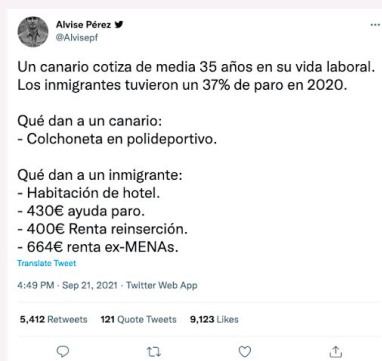 Alvise Pérez
@Alvisepf
Un canario cotiza de media 35 años en su vida laboral.
Los inmigrantes tuvieron un 37% de paro en 2020.
Qué dan a un canario:
- Colchoneta en polideportivo.
Qué dan a un inmigrante:
- Habitación de hotel.
- 430€ ayuda paro.
- 400€ Renta reinserción.
- 664€ renta ex-MENAs.
Translate Tweet
4:49 PM · Sep 21, 2021 · Twitter Web App
5,412 Retweets 121 Quote Tweets 9,123 Likes